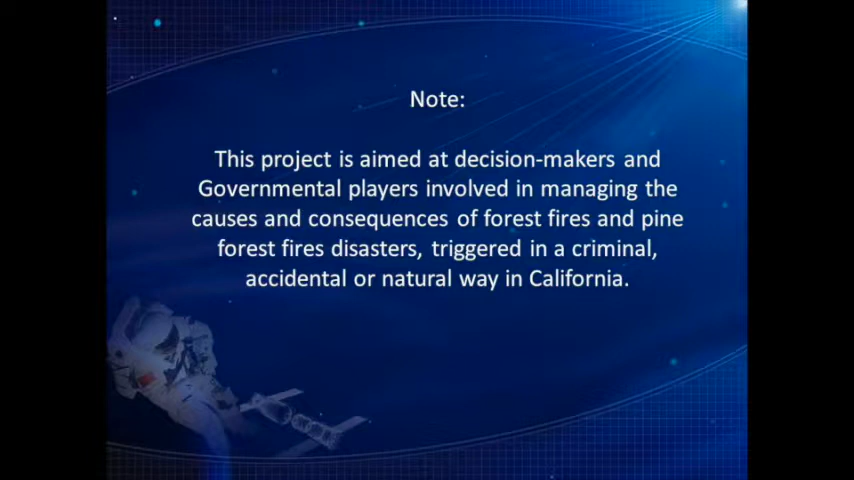 Note:
This project is aimed at decision-makers and
Governmental players involved in managing the
causes and consequences of forest fires and pine
forest fires disasters, triggered in a criminal,
accidental or natural way in California.